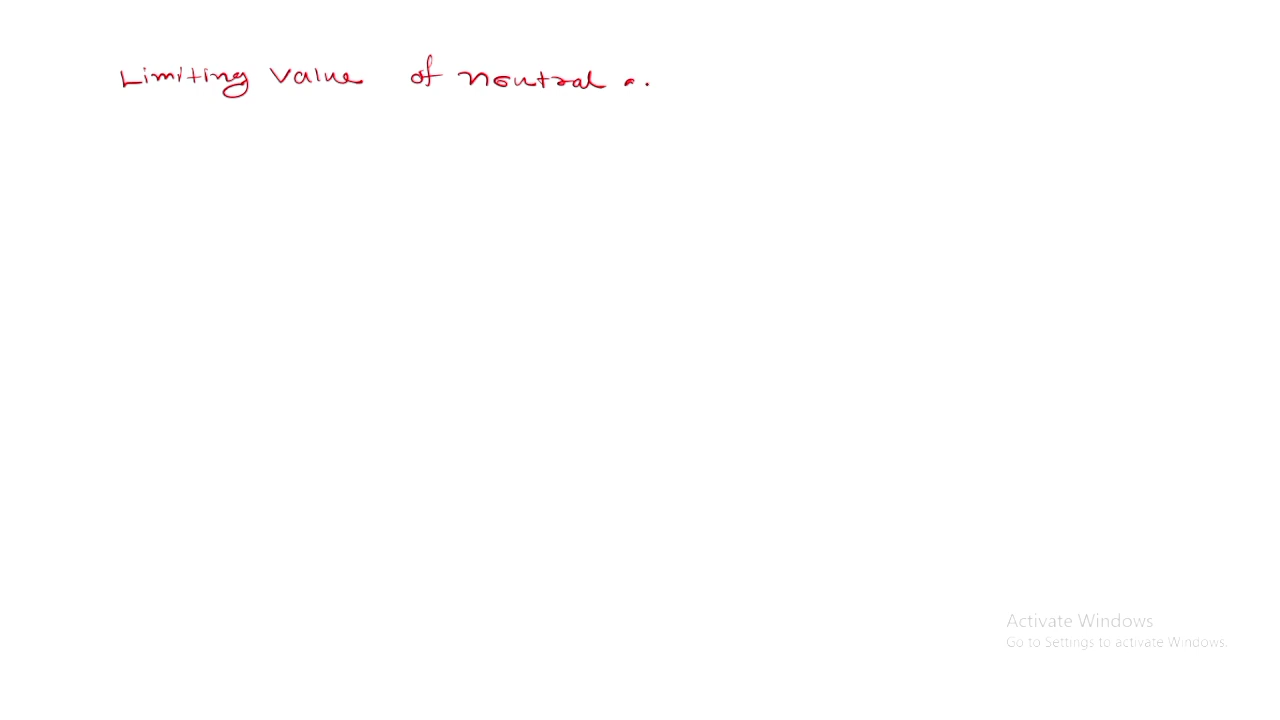 Limiting value of neutral a.
Activate Windows
Go to Settings to activate Windows.